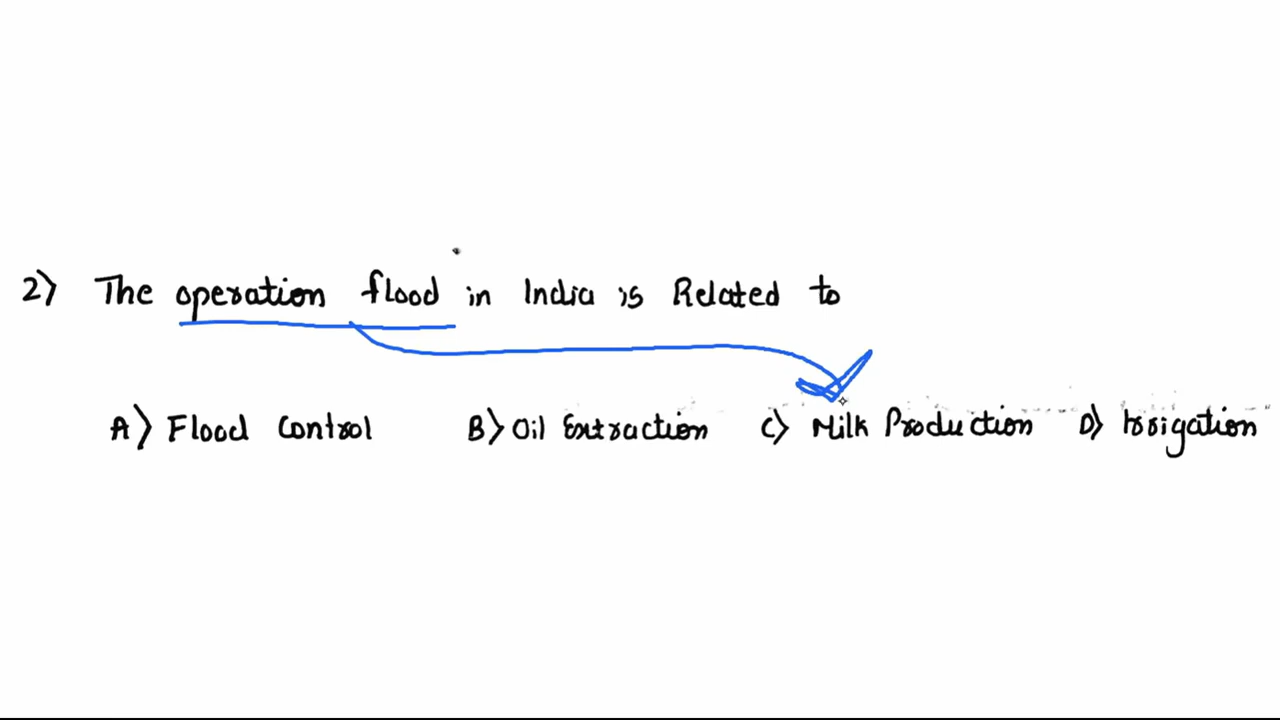 2) The operation flood in India is Related to
A) Flood Control B) Oil Extraction C) Milk Production D) Irrigation